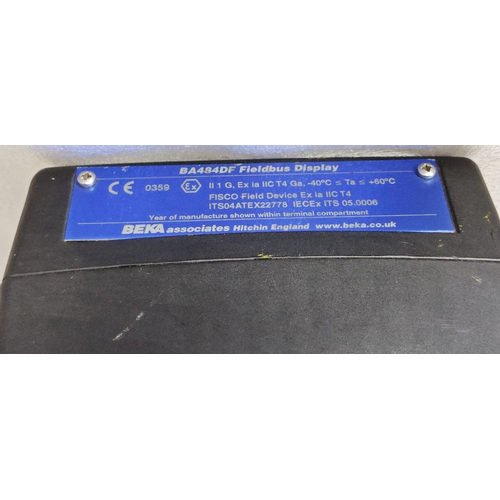 BA484DF Fieldbus Display
CE 0359 Ex II 1 G, Ex ia IIC T4 Ga. -40°C ≤ Ta ≤ +60°C
FISCO Field Device Ex ia IIC T4
ITS04ATEX22778 IECEx ITS 05.0006
Year of manufacture shown within terminal compartment
BEKA associates Hitchin England www.beka.co.uk